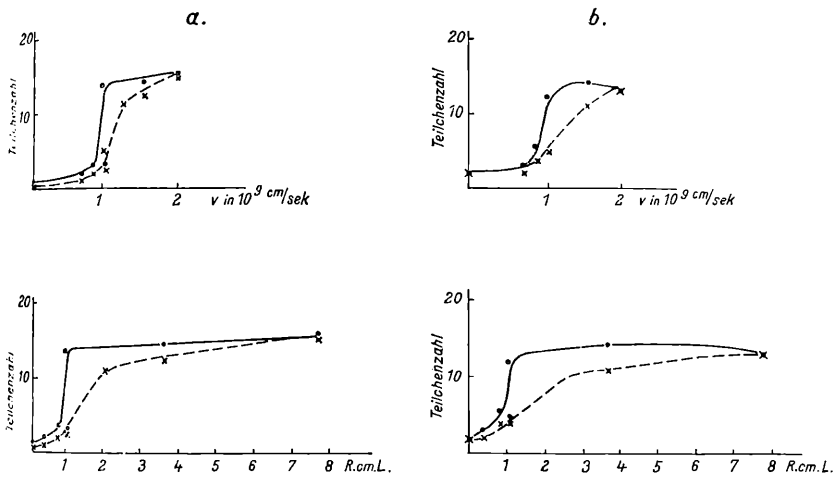 a.
b.
20
10
Teilchenzahl
1 2
v in 10⁹ cm/sek
20
10
Teilchenzahl
1 2
v in 10⁹ cm/sek
20
10
Teilchenzahl
1 2 3 4 5 6 7 8 R.cm.L.
20
10
Teilchenzahl
1 2 3 4 5 6 7 8 R.cm.L.